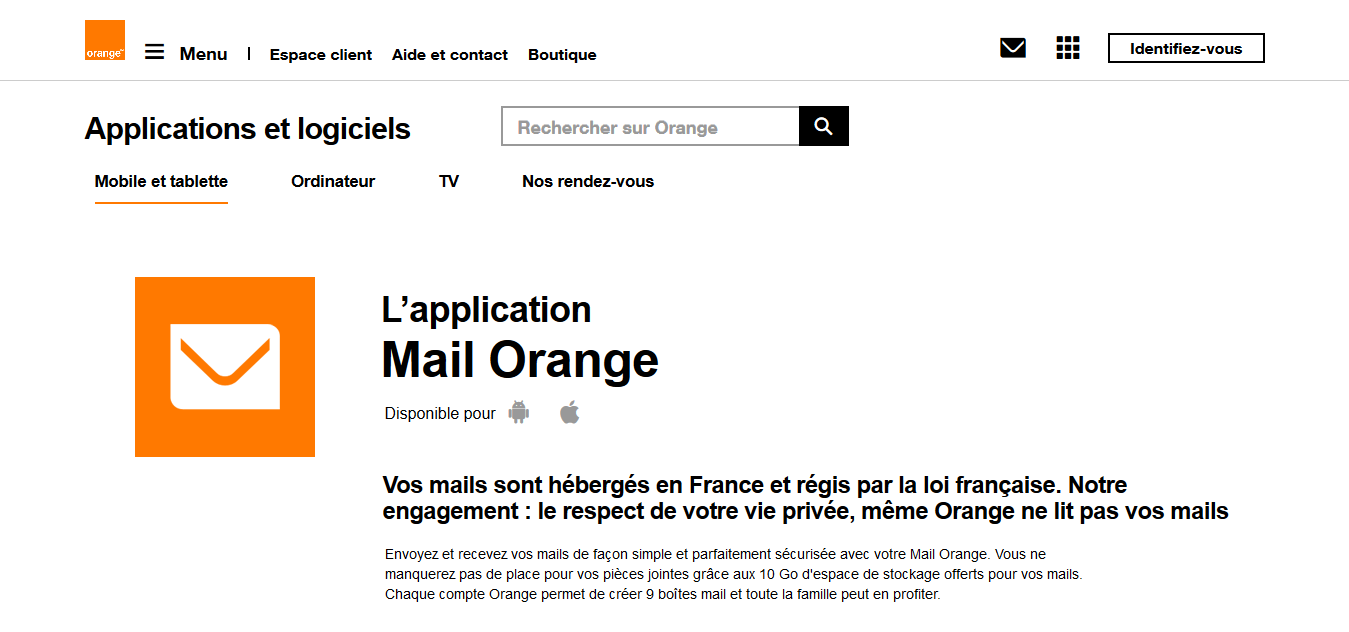 orange™
Menu | Espace client Aide et contact Boutique
Identifiez-vous
Applications et logiciels
Rechercher sur Orange
Mobile et tablette Ordinateur TV Nos rendez-vous
L’application
Mail Orange
Disponible pour
Vos mails sont hébergés en France et régis par la loi française. Notre
engagement : le respect de votre vie privée, même Orange ne lit pas vos mails
Envoyez et recevez vos mails de façon simple et parfaitement sécurisée avec votre Mail Orange. Vous ne
manquerez pas de place pour vos pièces jointes grâce aux 10 Go d'espace de stockage offerts pour vos mails.
Chaque compte Orange permet de créer 9 boîtes mail et toute la famille peut en profiter.